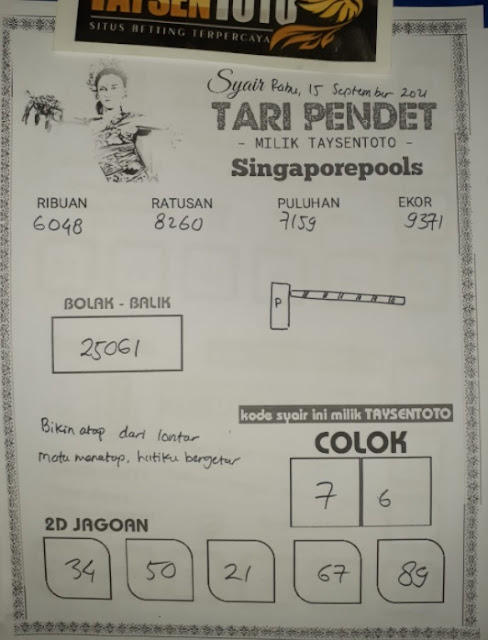 TAYSENTOTO
SITUS BETTING TERPERCAYA
Syair Rabu, 15 September 2021
TARI PENDET
- MILIK TAYSENTOTO -
Singaporepools
RIBUAN RATUSAN PULUHAN EKOR
6048 8260 7159 9371
P
BOLAK - BALIK
25061
kode syair ini milik TAYSENTOTO
Bikin atap dari lontar
matu menatap, hatiku bergetar
COLOK
7 6
2D JAGOAN
34 50 21 67 89